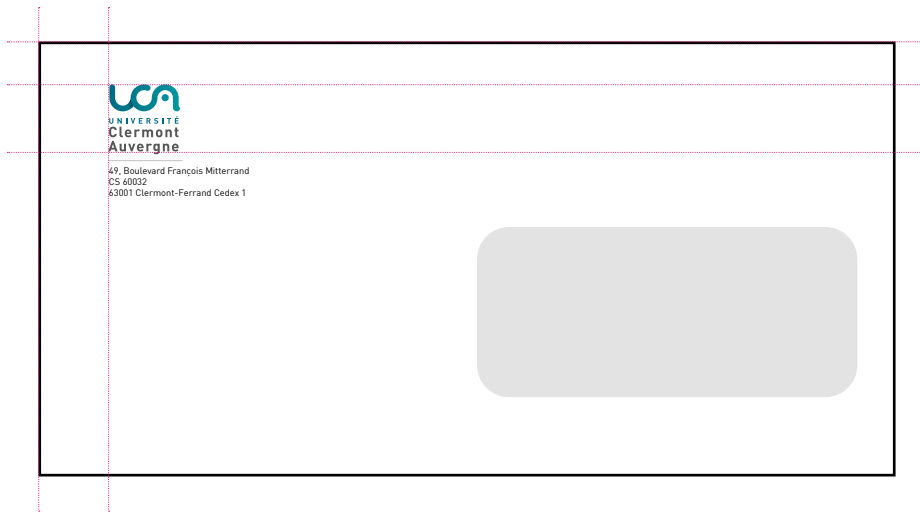 uca
UNIVERSITÉ
Clermont
Auvergne
49, Boulevard François Mitterrand
CS 60032
63001 Clermont-Ferrand Cedex 1